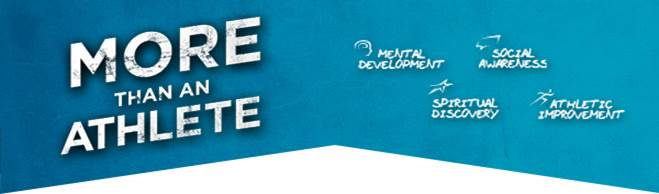 MORE
THAN AN
ATHLETE
MENTAL
DEVELOPMENT
SOCIAL
AWARENESS
SPIRITUAL
DISCOVERY
ATHLETIC
IMPROVEMENT